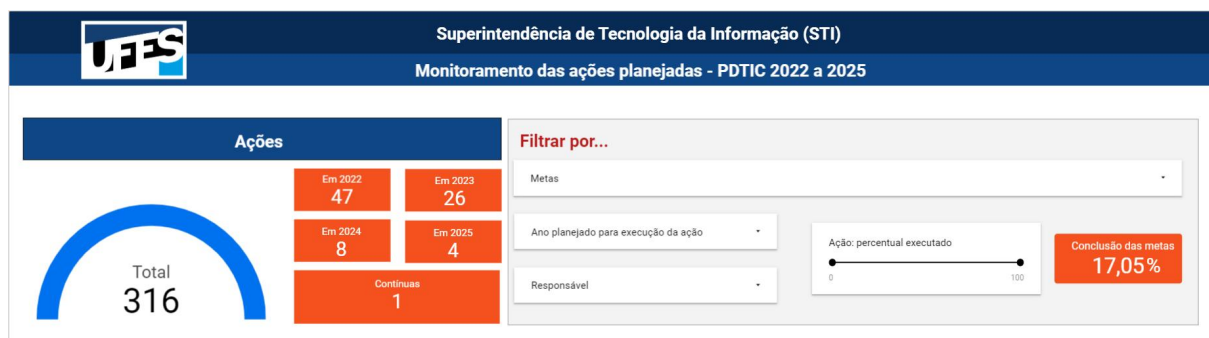 UFES
Superintendência de Tecnologia da Informação (STI)
Monitoramento das ações planejadas - PDTIC 2022 a 2025
Ações
Total
316
Em 2022
47
Em 2023
26
Em 2024
8
Em 2025
4
Contínuas
1
Filtrar por...
Metas
Ano planejado para execução da ação
Responsável
Ação: percentual executado
0 100
Conclusão das metas
17,05%